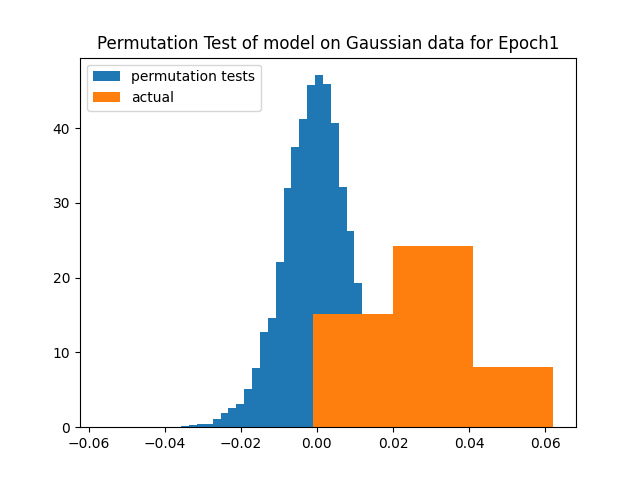 Permutation Test of model on Gaussian data for Epoch1
permutation tests
actual
40
30
20
10
0
−0.06 −0.04 −0.02 0.00 0.02 0.04 0.06